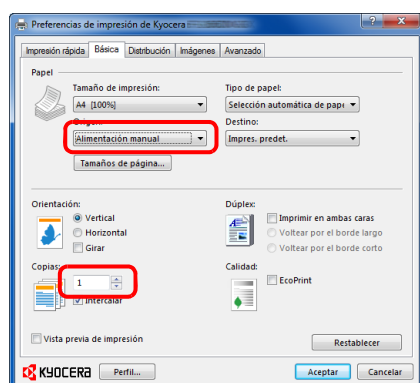 Preferencias de impresión de Kyocera
Impresión rápida Básica Distribución Imágenes Avanzado
Papel
Tamaño de impresión: Tipo de papel:
A4 [100%] Selección automática de pape
Destino:
Alimentación manual Impres. predet.
Tamaños de página...
Orientación: Dúplex:
Vertical Imprimir en ambas caras
Horizontal Voltear por el borde largo
Girar Voltear por el borde corto
Copias: Calidad:
1 EcoPrint
Intercalar
Vista previa de impresión Restablecer
KYOCERA Perfil... Aceptar Cancelar